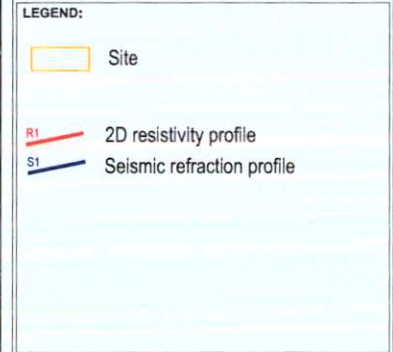 LEGEND:
Site
R1
2D resistivity profile
S1
Seismic refraction profile